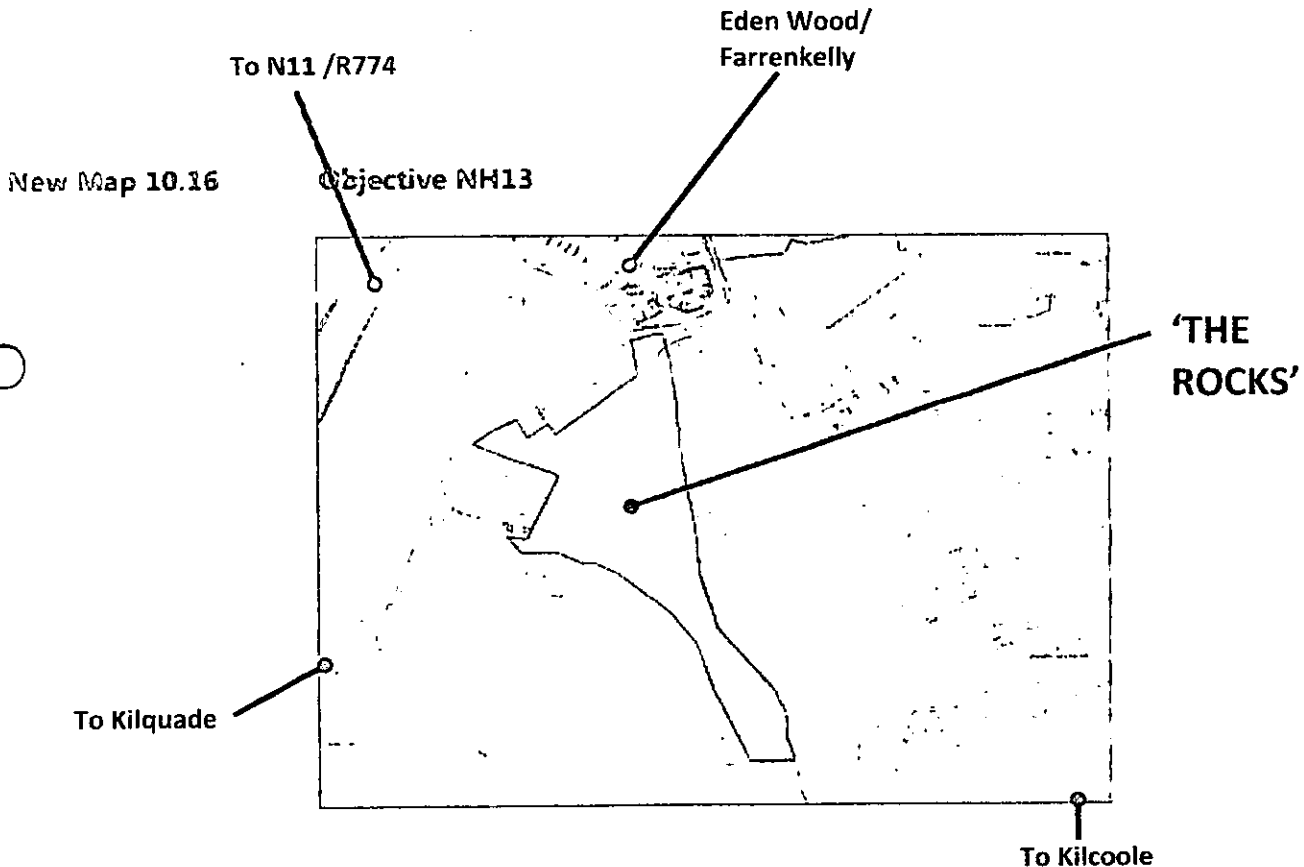 Eden Wood/
Farrenkelly
To N11 /R774
New Map 10.16 Objective NH13
'THE
ROCKS'
To Kilquade
To Kilcoole